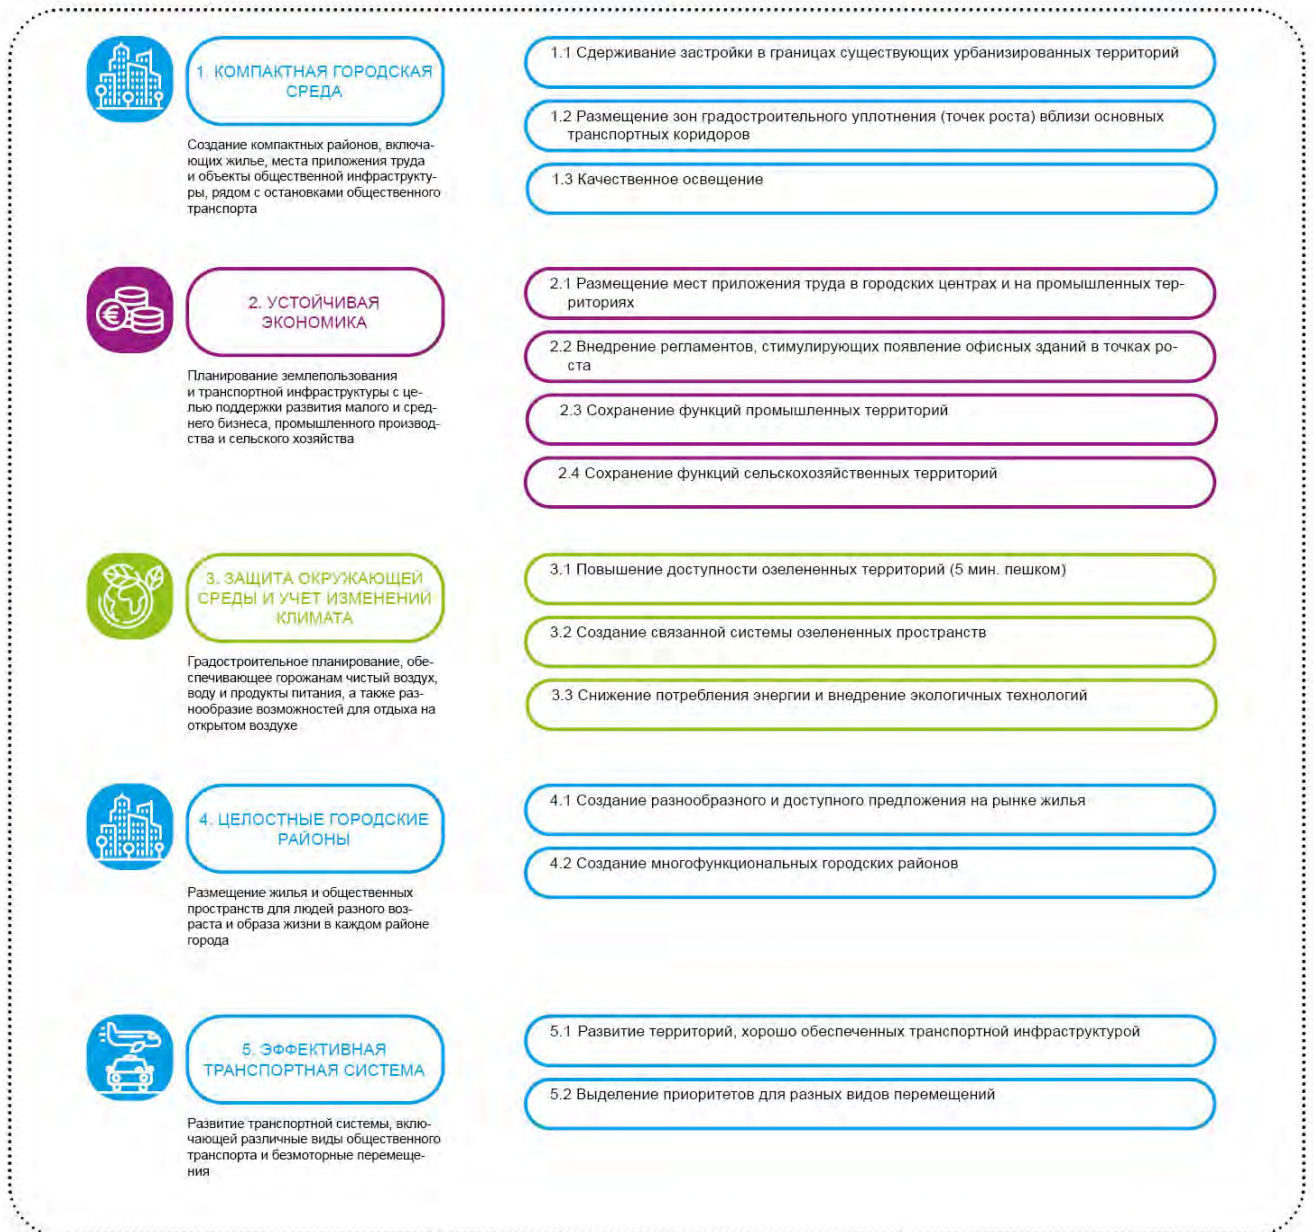 1. КОМПАКТНАЯ ГОРОДСКАЯ
СРЕДА
Создание компактных районов, включа-
ющих жилье, места приложения труда
и объекты общественной инфраструкту-
ры, рядом с остановками общественного
транспорта
1.1 Сдерживание застройки в границах существующих урбанизированных территорий
1.2 Размещение зон градостроительного уплотнения (точек роста) вблизи основных
транспортных коридоров
1.3 Качественное освещение
2. УСТОЙЧИВАЯ
ЭКОНОМИКА
Планирование землепользования
и транспортной инфраструктуры с це-
лью поддержки развития малого и сред-
него бизнеса, промышленного производ-
ства и сельского хозяйства
2.1 Размещение мест приложения труда в городских центрах и на промышленных тер-
риториях
2.2 Внедрение регламентов, стимулирующих появление офисных зданий в точках ро-
ста
2.3 Сохранение функций промышленных территорий
2.4 Сохранение функций сельскохозяйственных территорий
3. ЗАЩИТА ОКРУЖАЮЩЕЙ
СРЕДЫ И УЧЕТ ИЗМЕНЕНИЙ
КЛИМАТА
Градостроительное планирование, обе-
спечивающее горожанам чистый воздух,
воду и продукты питания, а также раз-
нообразие возможностей для отдыха на
открытом воздухе
3.1 Повышение доступности озелененных территорий (5 мин. пешком)
3.2 Создание связанной системы озелененных пространств
3.3 Снижение потребления энергии и внедрение экологичных технологий
4. ЦЕЛОСТНЫЕ ГОРОДСКИЕ
РАЙОНЫ
Размещение жилья и общественных
пространств для людей разного воз-
раста и образа жизни в каждом районе
города
4.1 Создание разнообразного и доступного предложения на рынке жилья
4.2 Создание многофункциональных городских районов
5. ЭФФЕКТИВНАЯ
ТРАНСПОРТНАЯ СИСТЕМА
Развитие транспортной системы, вклю-
чающей различные виды общественного
транспорта и безмоторные перемеще-
ния
5.1 Развитие территорий, хорошо обеспеченных транспортной инфраструктурой
5.2 Выделение приоритетов для разных видов перемещений